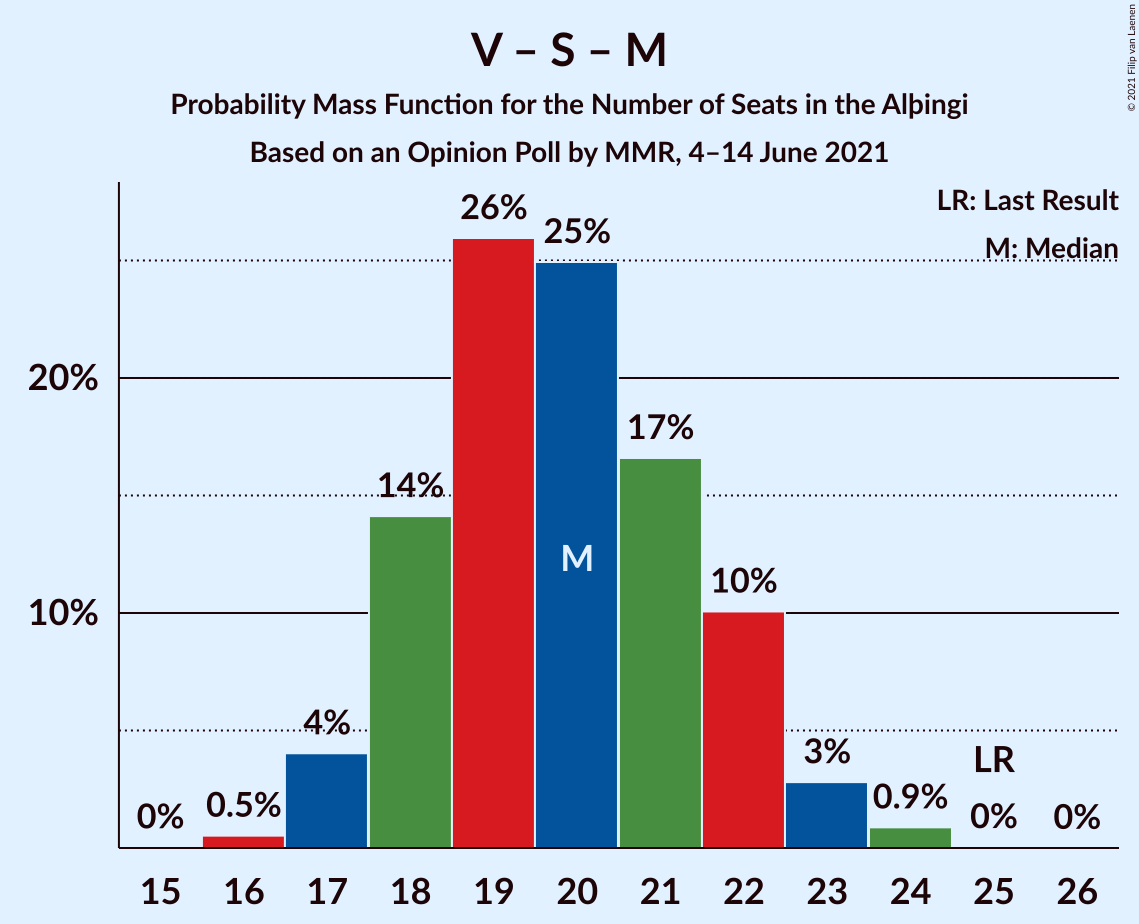 V – S – M
Probability Mass Function for the Number of Seats in the Alþingi
Based on an Opinion Poll by MMR, 4–14 June 2021
© 2021 Filip van Laenen
LR: Last Result
M: Median
26%
25%
20%
17%
14%
M
10%
10%
4%
3%
LR
0%
0.5%
0.9%
0%
0%
15 16 17 18 19 20 21 22 23 24 25 26